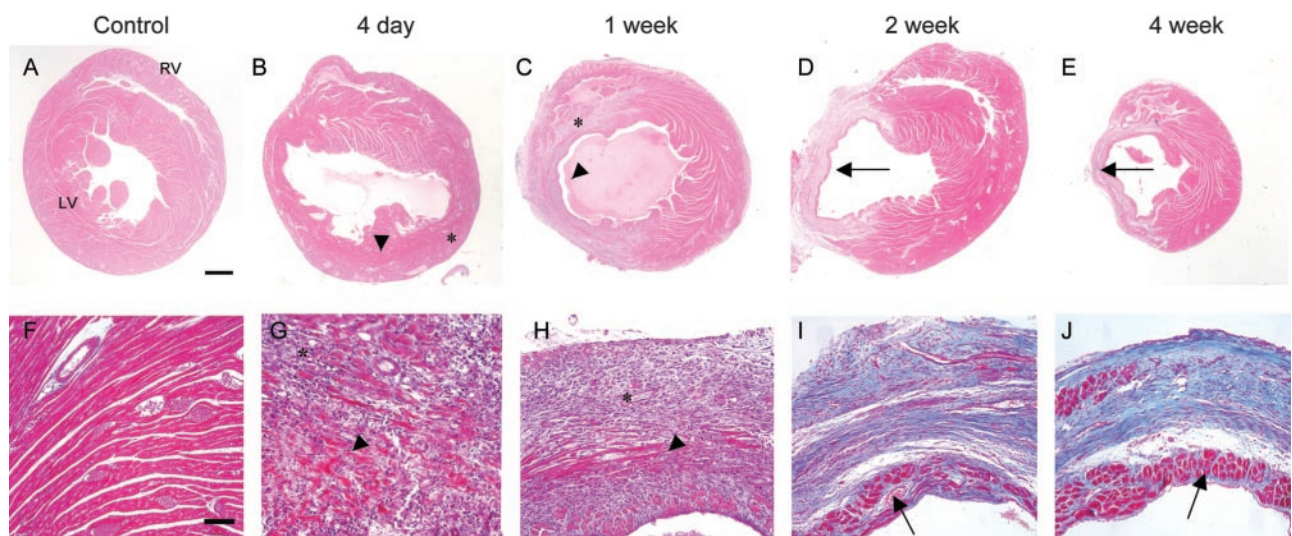 Control 4 day 1 week 2 week 4 week
A RV B C D E
*
LV
*
F G H I J
*
*